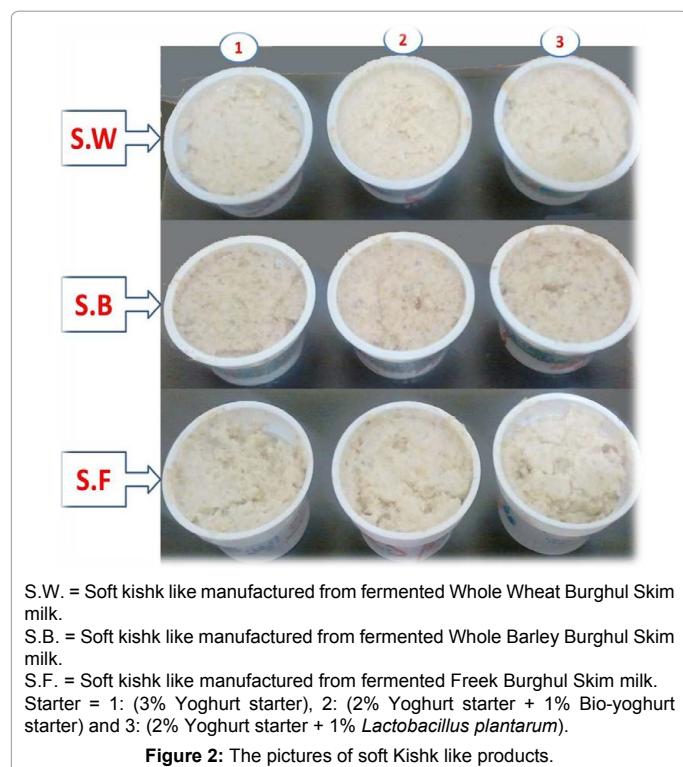 1 2 3
S.W
S.B
S.F
S.W. = Soft kishk like manufactured from fermented Whole Wheat Burghul Skim
milk.
S.B. = Soft kishk like manufactured from fermented Whole Barley Burghul Skim
milk.
S.F. = Soft kishk like manufactured from fermented Freek Burghul Skim milk.
Starter = 1: (3% Yoghurt starter), 2: (2% Yoghurt starter + 1% Bio-yoghurt
starter) and 3: (2% Yoghurt starter + 1% Lactobacillus plantarum).
Figure 2: The pictures of soft Kishk like products.